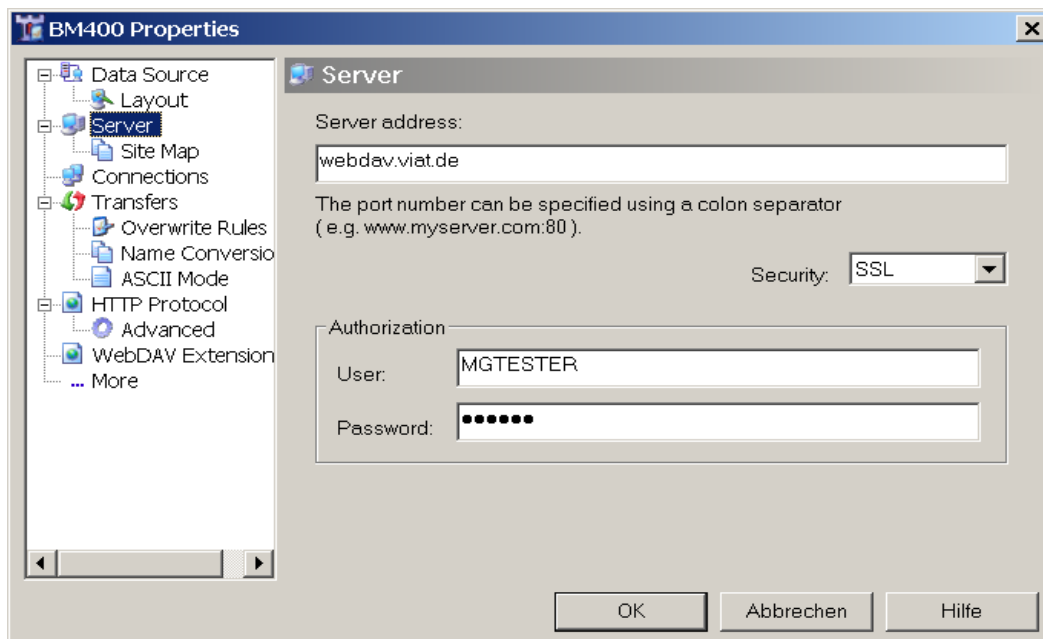 BM400 Properties
Data Source
Layout
Server
Site Map
Connections
Transfers
Overwrite Rules
Name Conversio
ASCII Mode
HTTP Protocol
Advanced
WebDAV Extension
... More
Server
Server address:
webdav.viat.de
The port number can be specified using a colon separator
( e.g. www.myserver.com:80 ).
Security:
SSL
Authorization
User:
MGTESTER
Password:
●●●●●●
OK
Abbrechen
Hilfe